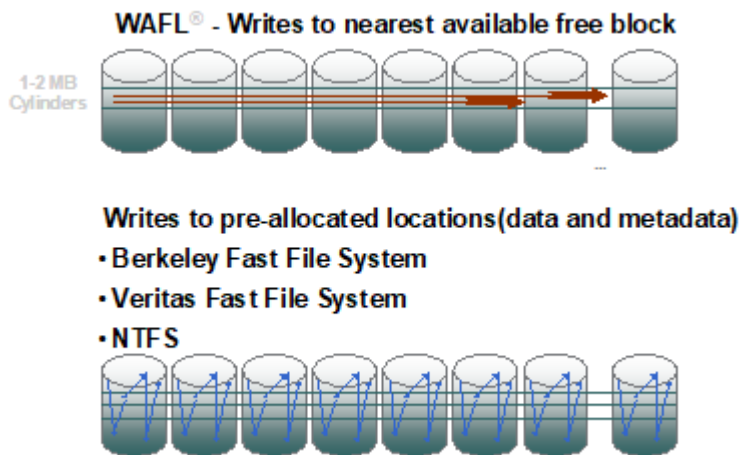 WAFL® - Writes to nearest available free block
1-2 MB
Cylinders
...
Writes to pre-allocated locations(data and metadata)
• Berkeley Fast File System
• Veritas Fast File System
• NTFS